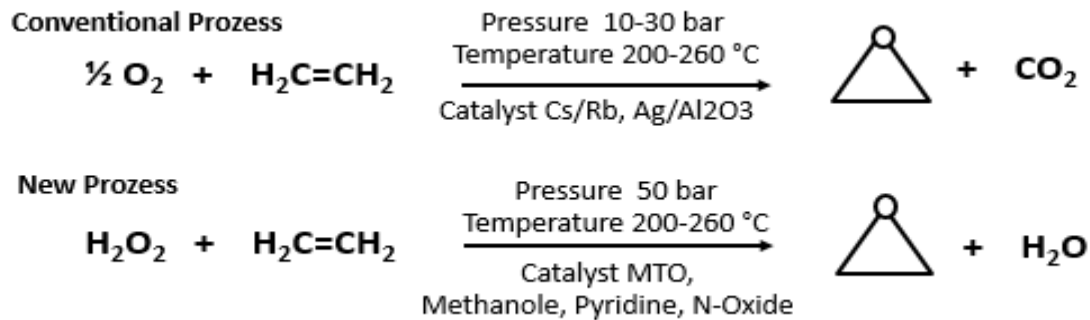 Conventional Prozess
Pressure 10-30 bar
Temperature 200-260 °C
½ O₂ + H₂C=CH₂
Catalyst Cs/Rb, Ag/Al2O3
O
+ CO₂
New Prozess
Pressure 50 bar
Temperature 200-260 °C
H₂O₂ + H₂C=CH₂
Catalyst MTO,
Methanole, Pyridine, N-Oxide
O
+ H₂O